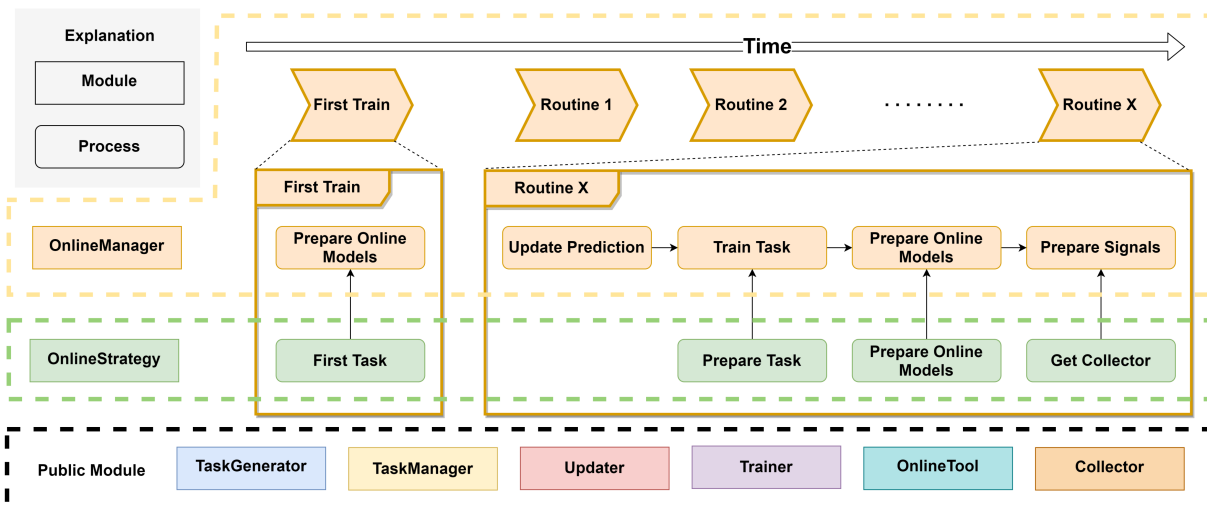 Explanation
Module
Process
Time
First Train
Routine 1
Routine 2
. . . . . . . .
Routine X
First Train
Routine X
OnlineManager
Prepare Online
Models
Update Prediction
Train Task
Prepare Online
Models
Prepare Signals
OnlineStrategy
First Task
Prepare Task
Prepare Online
Models
Get Collector
Public Module
TaskGenerator
TaskManager
Updater
Trainer
OnlineTool
Collector